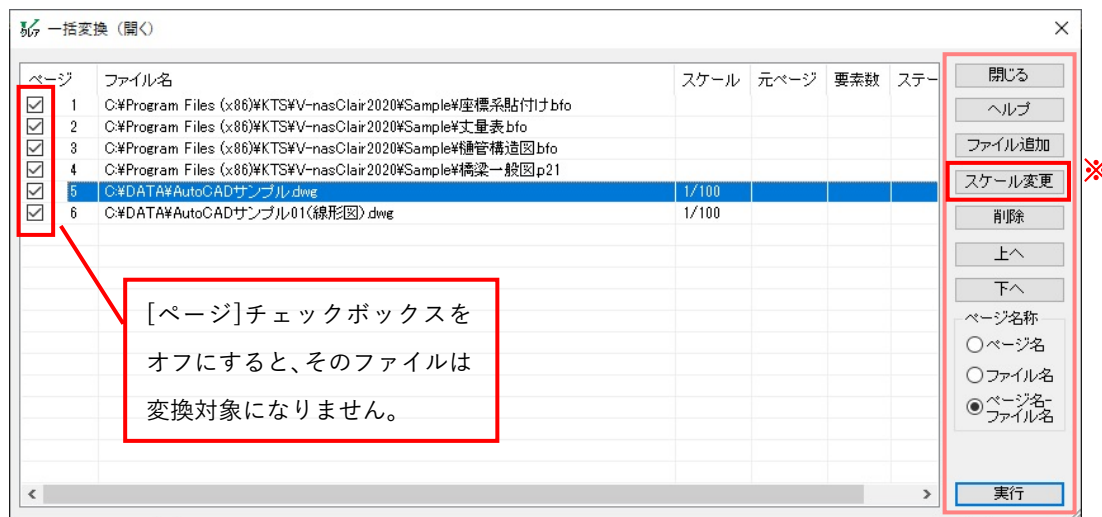 一括変換（開く）
ページ ファイル名 スケール 元ページ 要素数 ステー
1 C:¥Program Files (x86)¥KTS¥V-nasClair2020¥Sample¥座標系貼付け.bfo
2 C:¥Program Files (x86)¥KTS¥V-nasClair2020¥Sample¥丈量表.bfo
3 C:¥Program Files (x86)¥KTS¥V-nasClair2020¥Sample¥樋管構造図.bfo
4 C:¥Program Files (x86)¥KTS¥V-nasClair2020¥Sample¥橋梁一般図.p21
5 C:¥DATA¥AutoCADサンプル.dwg 1/100
6 C:¥DATA¥AutoCADサンプル01(線形図).dwg 1/100
[ページ]チェックボックスを
オフにすると、そのファイルは
変換対象になりません。
閉じる
ヘルプ
ファイル追加
スケール変更
※
削除
上へ
下へ
ページ名称
ページ名
ファイル名
ページ名-
ファイル名
実行